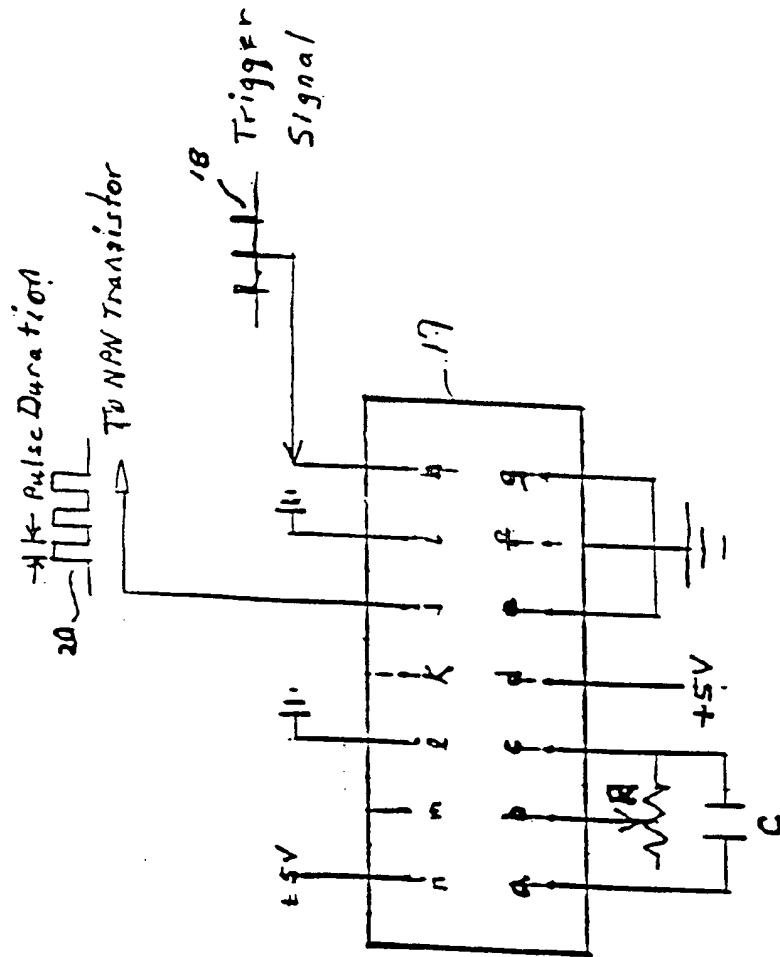 20
Pulse Duration
To NPN Transistor
18
Trigger
Signal
17
+5V
n m l k j i h
a b c d e f g
R
+5V
C